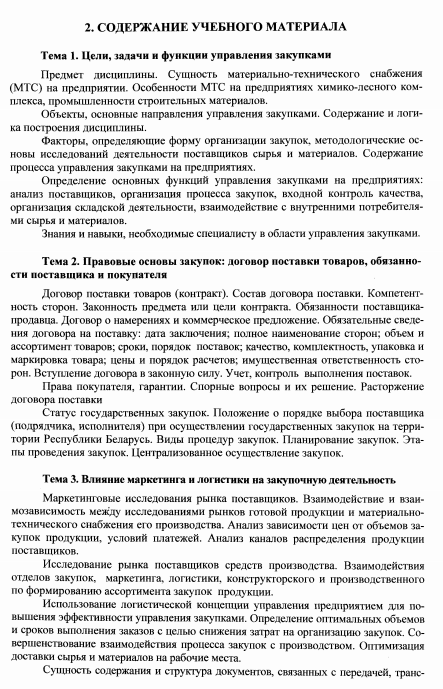 2. СОДЕРЖАНИЕ УЧЕБНОГО МАТЕРИАЛА
Тема 1. Цели, задачи и функции управления закупками
Предмет дисциплины. Сущность материально-технического снабжения
(МТС) на предприятии. Особенности МТС на предприятиях химико-лесного ком-
плекса, промышленности строительных материалов.
Объекты, основные направления управления закупками. Содержание и логи-
ка построения дисциплины.
Факторы, определяющие форму организации закупок, методологические ос-
новы исследований деятельности поставщиков сырья и материалов. Содержание
процесса управления закупками на предприятиях.
Определение основных функций управления закупками на предприятиях:
анализ поставщиков, организация процесса закупок, входной контроль качества,
организация складской деятельности, взаимодействие с внутренними потребителя-
ми сырья и материалов.
Знания и навыки, необходимые специалисту в области управления закупками.
Тема 2. Правовые основы закупок: договор поставки товаров, обязанно-
сти поставщика и покупателя
Договор поставки товаров (контракт). Состав договора поставки. Компетент-
ность сторон. Законность предмета или цели контракта. Обязанности поставщика-
продавца. Договор о намерениях и коммерческое предложение. Обязательные сведе-
ния договора на поставку: дата заключения; полное наименование сторон; объем и
ассортимент товаров; сроки, порядок поставок; качество, комплектность, упаковка и
маркировка товара; цены и порядок расчетов; имущественная ответственность сто-
рон. Вступление договора в законную силу. Учет, контроль выполнения поставок.
Права покупателя, гарантии. Спорные вопросы и их решение. Расторжение
договора поставки
Статус государственных закупок. Положение о порядке выбора поставщика
(подрядчика, исполнителя) при осуществлении государственных закупок на терри-
тории Республики Беларусь. Виды процедур закупок. Планирование закупок. Эта-
пы проведения закупок. Централизованное осуществление закупок.
Тема 3. Влияние маркетинга и логистики на закупочную деятельность
Маркетинговые исследования рынка поставщиков. Взаимодействие и взаи-
мозависимость между исследованиями рынков готовой продукции и материально-
технического снабжения его производства. Анализ зависимости цен от объемов за-
купок продукции, условий платежей. Анализ каналов распределения продукции
поставщиков.
Исследование рынка поставщиков средств производства. Взаимодействия
отделов закупок, маркетинга, логистики, конструкторского и производственного
по формированию ассортимента закупок продукции.
Использование логистической концепции управления предприятием для по-
вышения эффективности управления закупками. Определение оптимальных объемов
и сроков выполнения заказов с целью снижения затрат на организацию закупок. Со-
вершенствование взаимодействия процесса закупок с производством. Оптимизация
доставки сырья и материалов на рабочие места.
Сущность содержания и структура документов, связанных с передачей, транс-